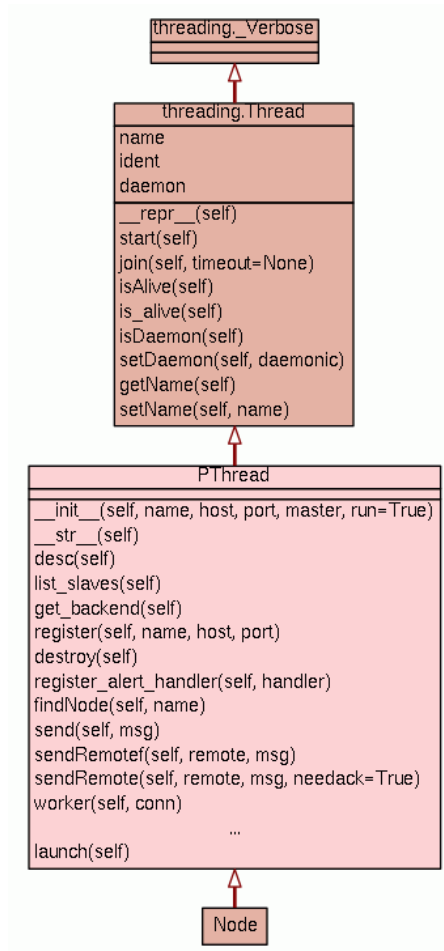 threading._Verbose
threading.Thread
name
ident
daemon
__repr__(self)
start(self)
join(self, timeout=None)
isAlive(self)
is_alive(self)
isDaemon(self)
setDaemon(self, daemonic)
getName(self)
setName(self, name)
PThread
__init__(self, name, host, port, master, run=True)
__str__(self)
desc(self)
list_slaves(self)
get_backend(self)
register(self, name, host, port)
destroy(self)
register_alert_handler(self, handler)
findNode(self, name)
send(self, msg)
sendRemotef(self, remote, msg)
sendRemote(self, remote, msg, needack=True)
worker(self, conn)
...
launch(self)
Node